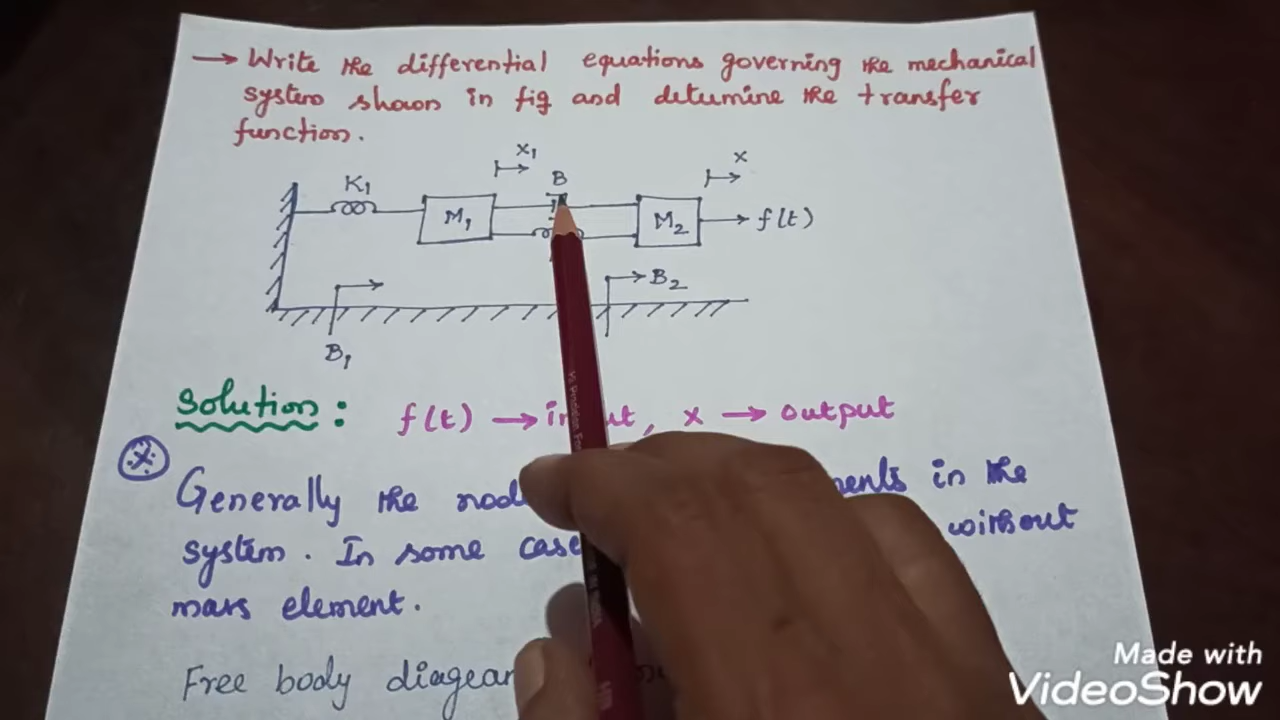 → Write the differential equations governing the mechanical
system shown in fig and determine the transfer
function.
x₁
x
B
K₁
M₁
M₂
f(t)
B₂
B₁
Solution:
f(t) → input, x → output
Generally the
in the
system. In some
without
mass element.
Free body
Made with
VideoShow